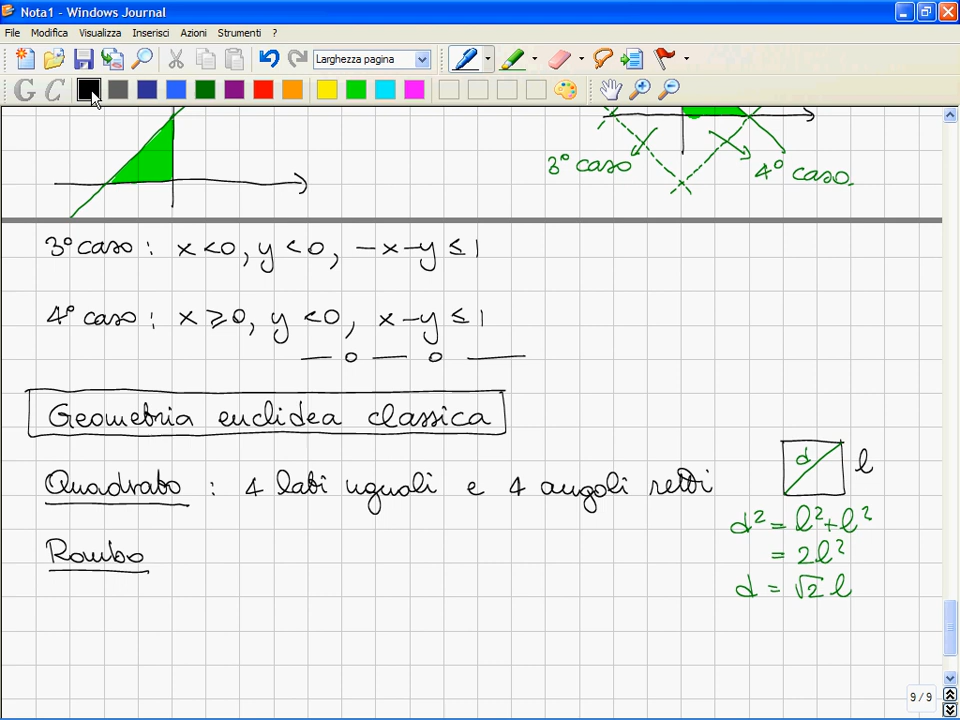 Nota1 - Windows Journal
File Modifica Visualizza Inserisci Azioni Strumenti ?
Larghezza pagina
G C
3° caso
4° caso.
3° caso : x < 0, y < 0, -x-y ≤ 1
4° caso : x ≥ 0, y < 0, x-y ≤ 1
Geometria euclidea classica
Quadrato : 4 lati uguali e 4 angoli retti
d
l
d² = l² + l²
= 2l²
d = √2 l
Rombo
9 / 9